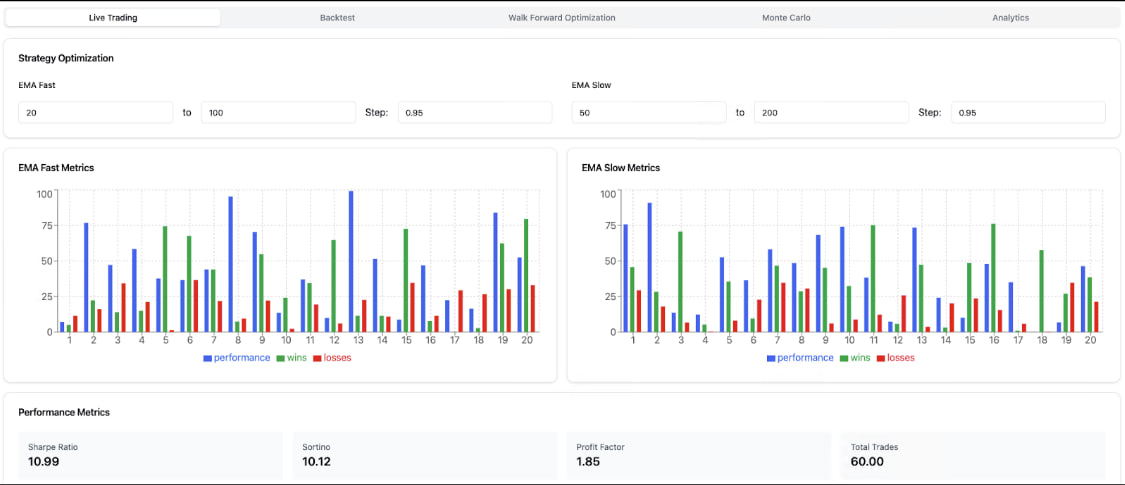 Live Trading Backtest Walk Forward Optimization Monte Carlo Analytics
Strategy Optimization
EMA Fast EMA Slow
20 to 100 Step: 0.95 50 to 200 Step: 0.95
EMA Fast Metrics
100
75
50
25
0
1 2 3 4 5 6 7 8 9 10 11 12 13 14 15 16 17 18 19 20
performance wins losses
EMA Slow Metrics
100
75
50
25
0
1 2 3 4 5 6 7 8 9 10 11 12 13 14 15 16 17 18 19 20
performance wins losses
Performance Metrics
Sharpe Ratio Sortino Profit Factor Total Trades
10.99 10.12 1.85 60.00